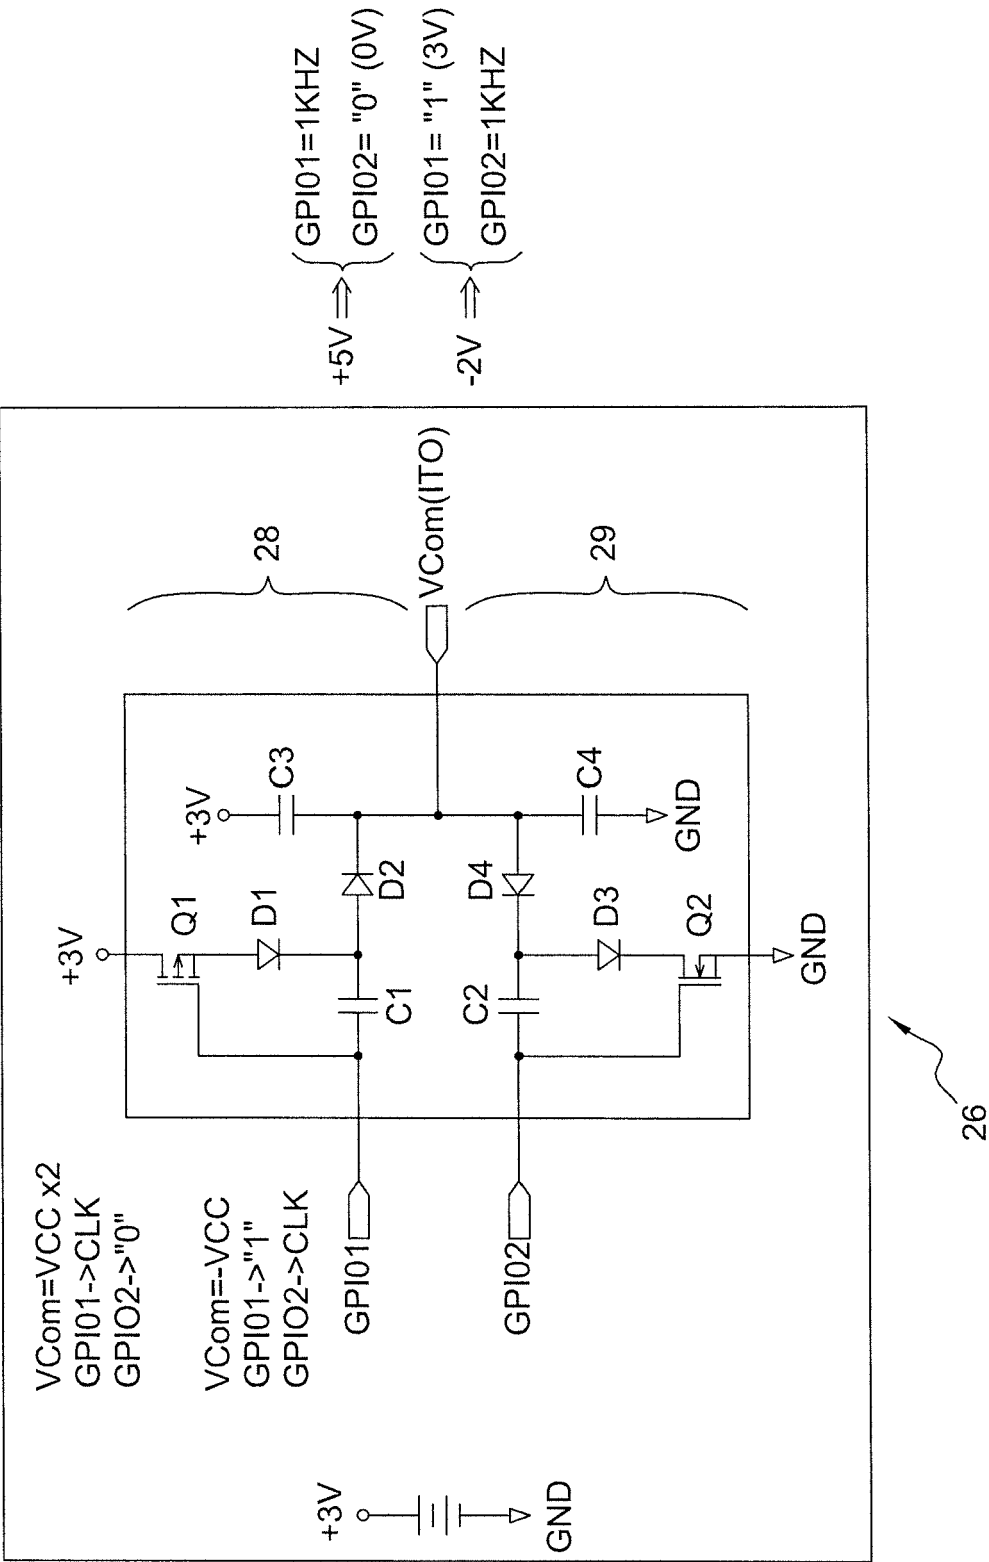 VCom=VCC x2
GPI01->CLK
GPIO2->"0"
VCom=-VCC
GPI01->"1"
GPIO2->CLK
+3V
GND
GPI01
GPI02
+3V
Q1
D1
C1
+3V
C3
D2
C2
D4
D3
Q2
GND
C4
GND
VCom(ITO)
28
29
26
+5V
GPI01=1KHZ
GPI02= "0" (0V)
-2V
GPI01= "1" (3V)
GPI02=1KHZ